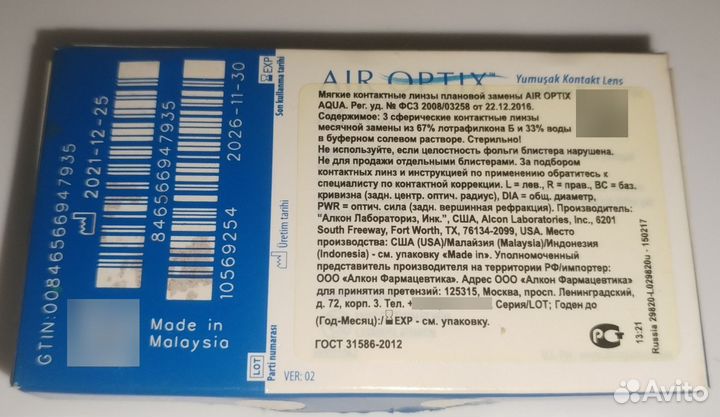 AIR OPTIX™
Yumuşak Kontakt Lens
Мягкие контактные линзы плановой замены AIR OPTIX
AQUA. Рег. уд. № ФСЗ 2008/03258 от 22.12.2016.
Содержимое: 3 сферические контактные линзы
месячной замены из 67% лотрафилкона Б и 33% воды
в буферном солевом растворе. Стерильно!
Не используйте, если целостность фольги блистера нарушена.
Не для продажи отдельными блистерами. За подбором
контактных линз и инструкцией по применению обратитесь к
специалисту по контактной коррекции. L = лев., R = прав., BC = баз.
кривизна (задн. центр. оптич. радиус), DIA = общ. диаметр,
PWR = оптич. сила (задн. вершинная рефракция). Производитель:
"Алкон Лабораториз, Инк.", США, Alcon Laboratories, Inc., 6201
South Freeway, Fort Worth, TX, 76134-2099, USA. Место
производства: США (USA)/Малайзия (Malaysia)/Индонезия
(Indonesia) - см. упаковку «Made in». Уполномоченный
представитель производителя на территории РФ/импортер:
ООО «Алкон Фармацевтика». Адрес ООО «Алкон Фармацевтика»
для принятия претензий: 125315, Москва, просп. Ленинградский,
д. 72, корп. 3. Тел. + Серия/LOT; Годен до
(Год-Месяц):/ EXP - см. упаковку.
ГОСТ 31586-2012
13:21
Russia 29820-L029820u - 150217
GTIN:00846566947935
2021-12-25
846566947935
10569254
2026-11-30
EXP
Son kullanma tarihi
Üretim tarihi
LOT
Parti numarası
Made in
Malaysia
VER: 02
Avito